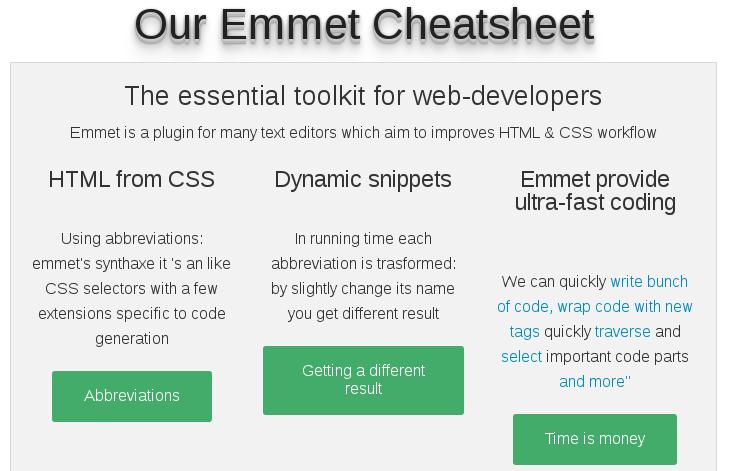 Our Emmet Cheatsheet
The essential toolkit for web-developers
Emmet is a plugin for many text editors which aim to improves HTML & CSS workflow
HTML from CSS
Using abbreviations:
emmet's synthaxe it 's an like
CSS selectors with a few
extensions specific to code
generation
Abbreviations
Dynamic snippets
In running time each
abbreviation is trasformed:
by slightly change its name
you get different result
Getting a different
result
Emmet provide
ultra-fast coding
We can quickly write bunch
of code, wrap code with new
tags quickly traverse and
select important code parts
and more"
Time is money